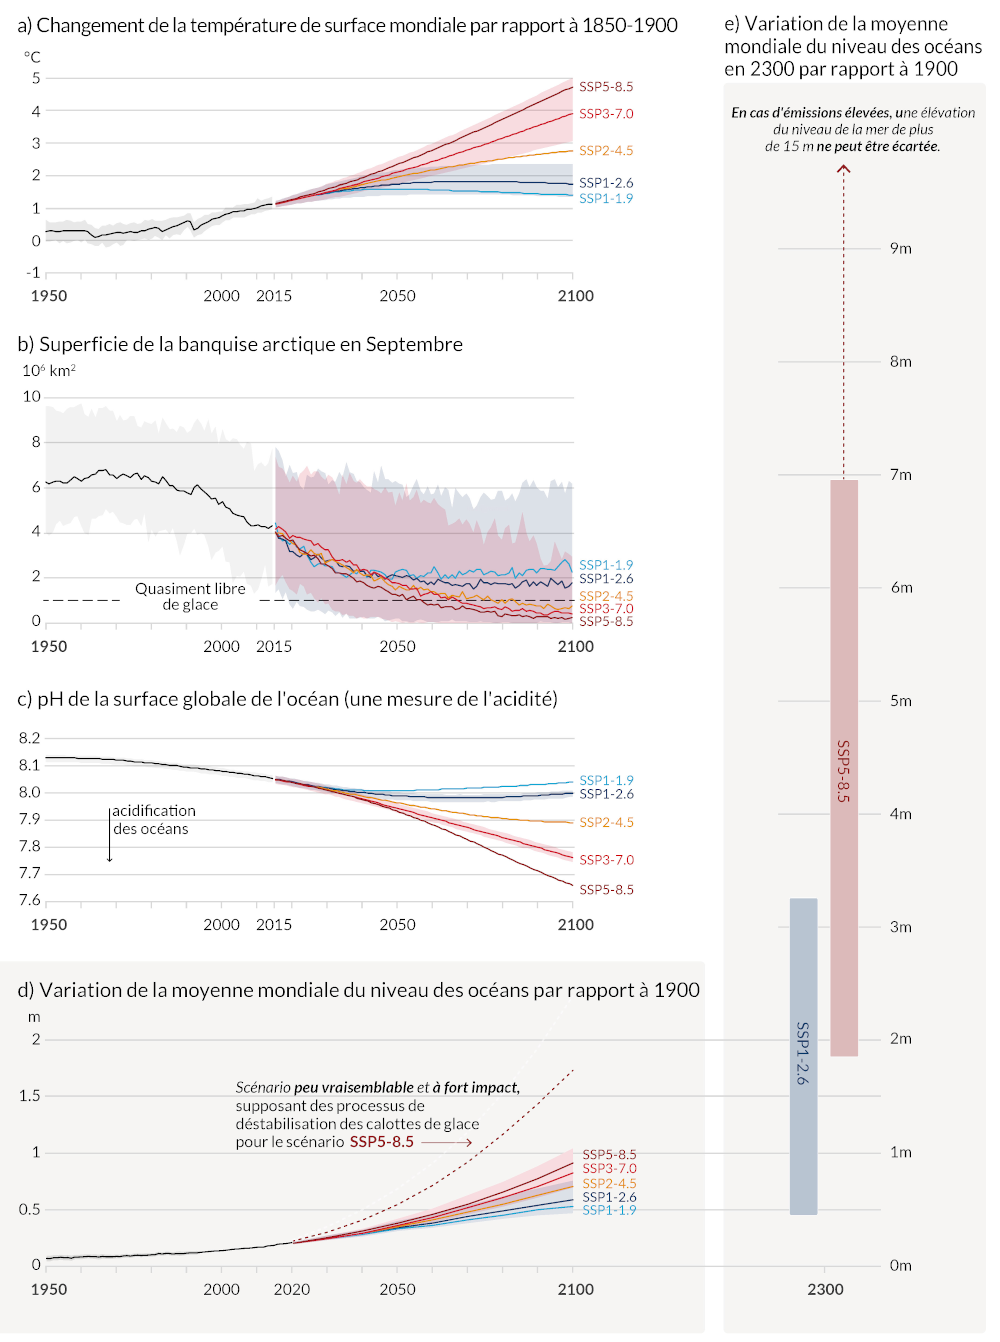 a) Changement de la température de surface mondiale par rapport à 1850-1900
°C
5
4
3
2
1
0
-1
SSP5-8.5
SSP3-7.0
SSP2-4.5
SSP1-2.6
SSP1-1.9
1950
2000
2015
2050
2100
b) Superficie de la banquise arctique en Septembre
10⁶ km²
10
8
6
4
2
0
Quasiment libre
de glace
SSP1-1.9
SSP1-2.6
SSP2-4.5
SSP3-7.0
SSP5-8.5
1950
2000
2015
2050
2100
c) pH de la surface globale de l'océan (une mesure de l'acidité)
8.2
8.1
8.0
7.9
7.8
7.7
7.6
acidification
des océans
SSP1-1.9
SSP1-2.6
SSP2-4.5
SSP3-7.0
SSP5-8.5
1950
2000
2015
2050
2100
d) Variation de la moyenne mondiale du niveau des océans par rapport à 1900
m
2
1.5
1
0.5
0
Scénario peu vraisemblable et à fort impact,
supposant des processus de
déstabilisation des calottes de glace
pour le scénario SSP5-8.5
SSP5-8.5
SSP3-7.0
SSP2-4.5
SSP1-2.6
SSP1-1.9
1950
2000
2020
2050
2100
e) Variation de la moyenne
mondiale du niveau des océans
en 2300 par rapport à 1900
En cas d'émissions élevées, une élévation
du niveau de la mer de plus
de 15 m ne peut être écartée.
9m
8m
7m
6m
5m
4m
3m
2m
1m
0m
SSP5-8.5
SSP1-2.6
2300